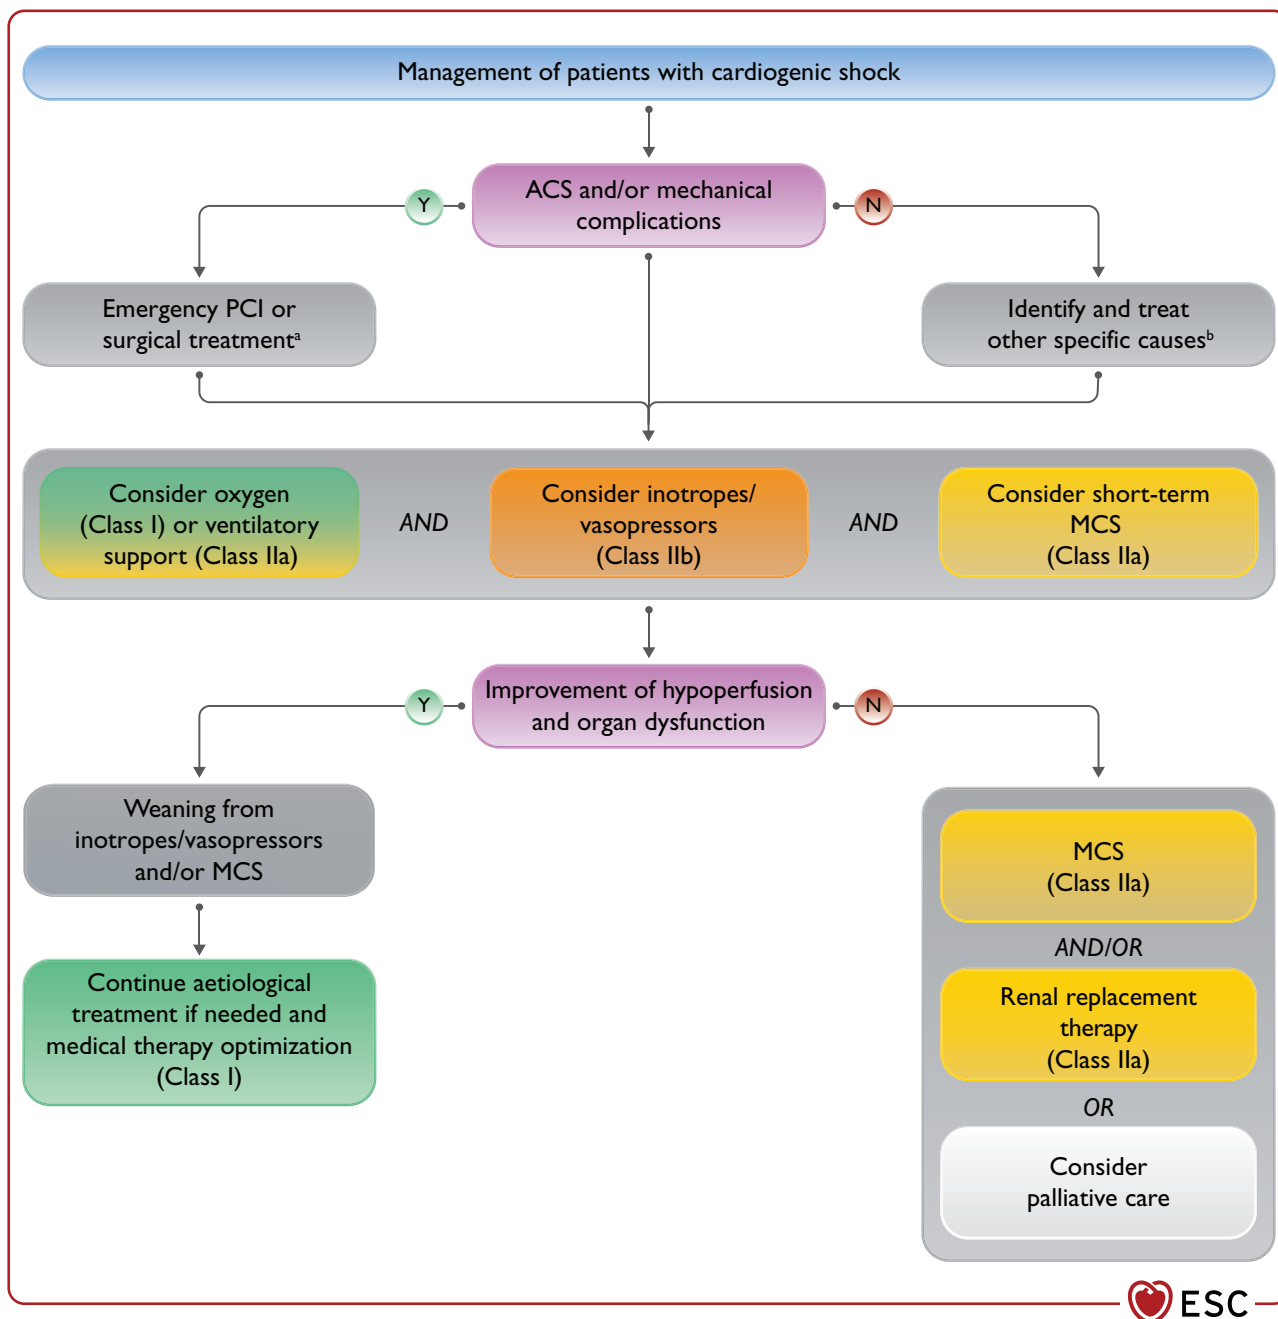 Management of patients with cardiogenic shock
ACS and/or mechanical
complications
Y
N
Emergency PCI or
surgical treatmentᵃ
Identify and treat
other specific causesᵇ
Consider oxygen
(Class I) or ventilatory
support (Class IIa)
AND
Consider inotropes/
vasopressors
(Class IIb)
AND
Consider short-term
MCS
(Class IIa)
Improvement of hypoperfusion
and organ dysfunction
Y
N
Weaning from
inotropes/vasopressors
and/or MCS
Continue aetiological
treatment if needed and
medical therapy optimization
(Class I)
MCS
(Class IIa)
AND/OR
Renal replacement
therapy
(Class IIa)
OR
Consider
palliative care
ESC